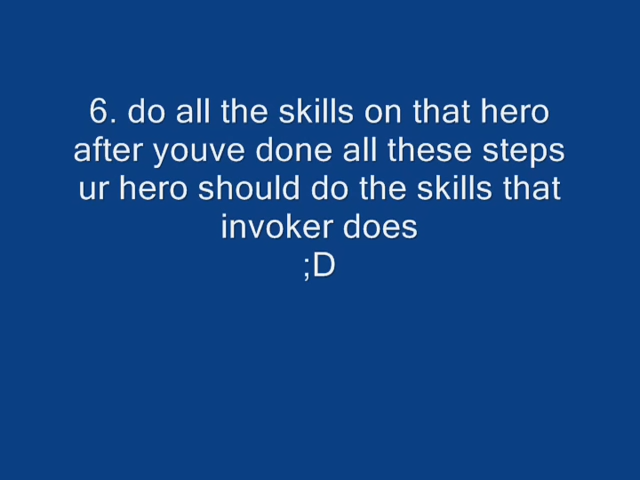 6. do all the skills on that hero
after youve done all these steps
ur hero should do the skills that
invoker does
;D